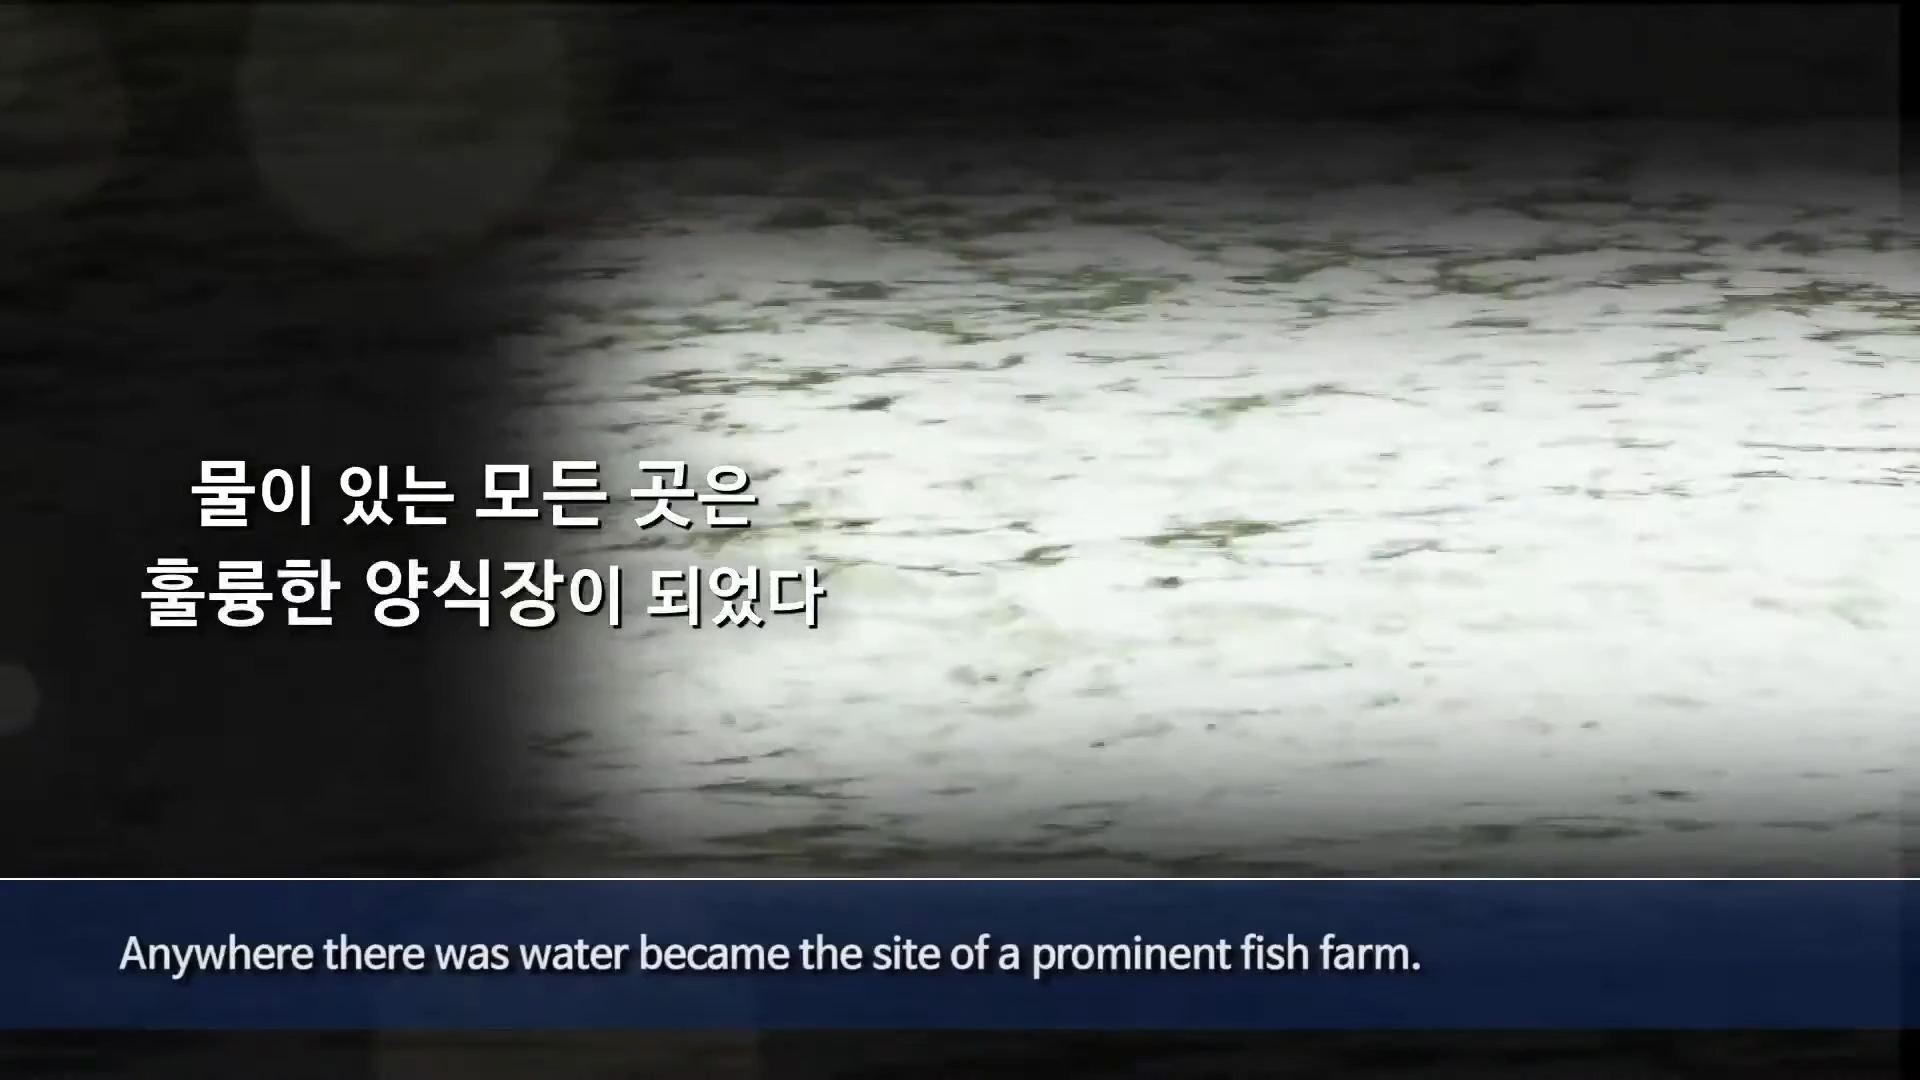 물이 있는 모든 곳은
훌륭한 양식장이 되었다
Anywhere there was water became the site of a prominent fish farm.